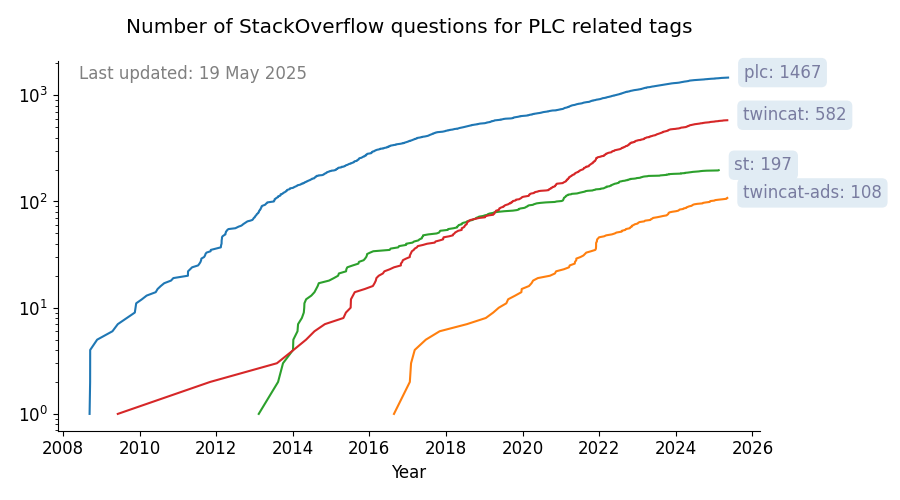 Number of StackOverflow questions for PLC related tags
Last updated: 19 May 2025
plc: 1467
twincat: 582
st: 197
twincat-ads: 108
10³
10²
10¹
10⁰
2008 2010 2012 2014 2016 2018 2020 2022 2024 2026
Year